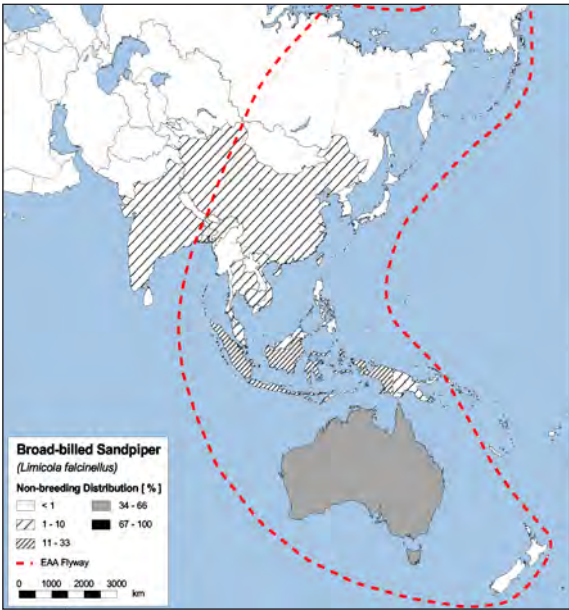 Broad-billed Sandpiper
(Limicola falcinellus)
Non-breeding Distribution [ % ]
< 1 34 - 66
1 - 10 67 - 100
11 - 33
EAA Flyway
0 1000 2000 3000
km